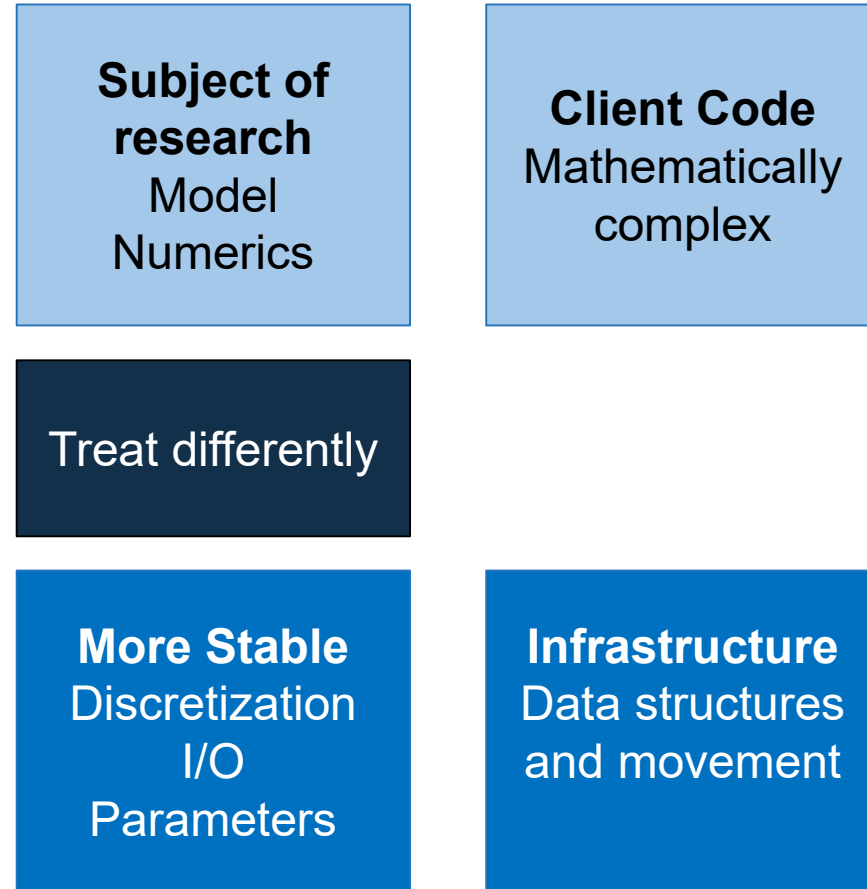 Subject of
research
Model
Numerics
Client Code
Mathematically
complex
Treat differently
More Stable
Discretization
I/O
Parameters
Infrastructure
Data structures
and movement